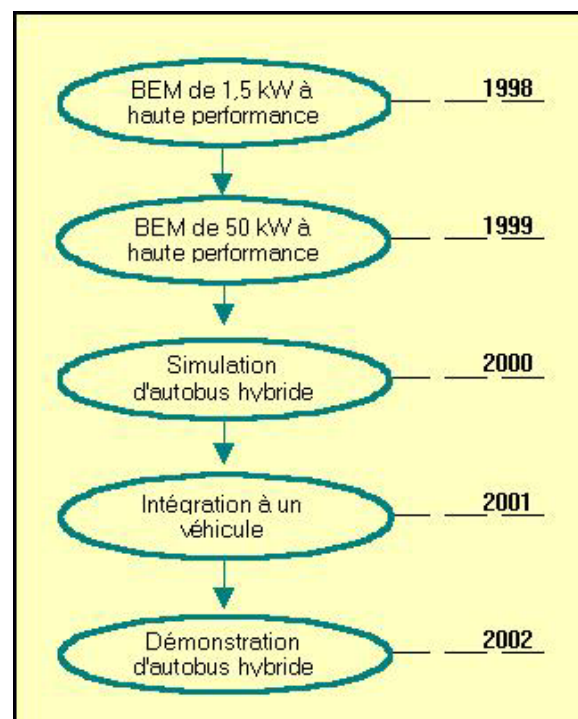 BEM de 1,5 kW à
haute performance
1998
BEM de 50 kW à
haute performance
1999
Simulation
d'autobus hybride
2000
Intégration à un
véhicule
2001
Démonstration
d'autobus hybride
2002